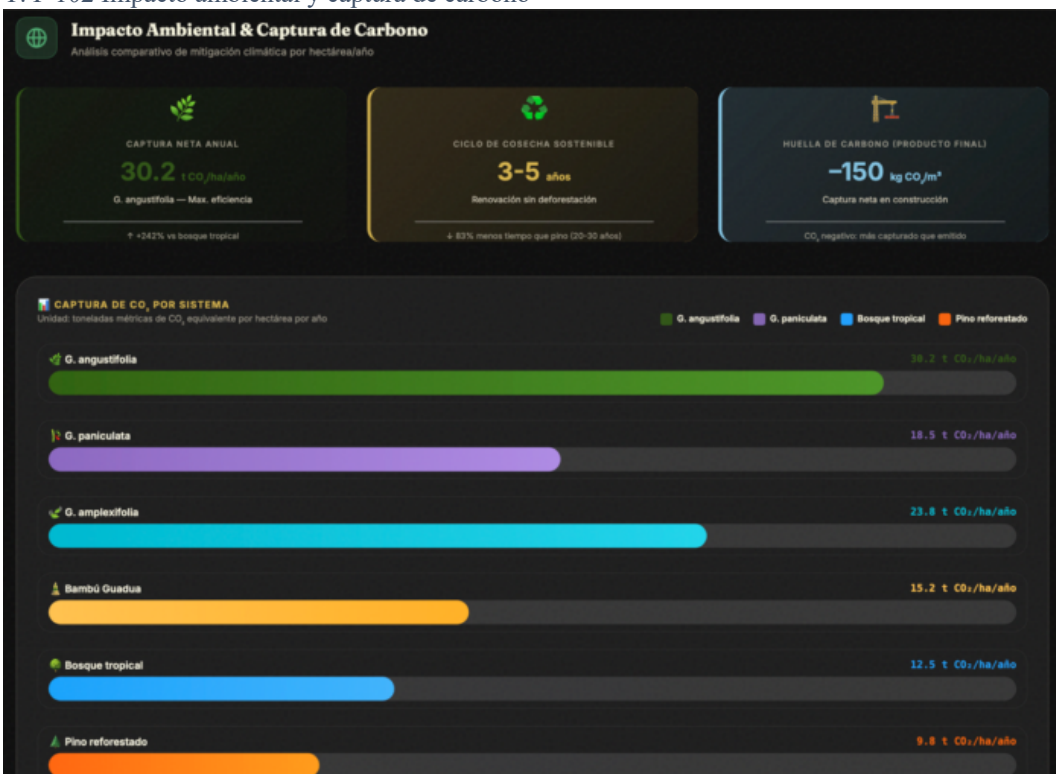 Impacto Ambiental & Captura de Carbono
Análisis comparativo de mitigación climática por hectárea/año
CAPTURA NETA ANUAL
30.2 t CO₂/ha/año
G. angustifolia — Max. eficiencia
↑ +242% vs bosque tropical
CICLO DE COSECHA SOSTENIBLE
3-5 años
Renovación sin deforestación
↓ 83% menos tiempo que pino (20-30 años)
HUELLA DE CARBONO (PRODUCTO FINAL)
−150 kg CO₂/m³
Captura neta en construcción
CO₂ negativo: más capturado que emitido
CAPTURA DE CO₂ POR SISTEMA
Unidad: toneladas métricas de CO₂ equivalente por hectárea por año
G. angustifolia G. paniculata Bosque tropical Pino reforestado
G. angustifolia 30.2 t CO₂/ha/año
G. paniculata 18.5 t CO₂/ha/año
G. amplexifolia 23.8 t CO₂/ha/año
Bambú Guadua 15.2 t CO₂/ha/año
Bosque tropical 12.5 t CO₂/ha/año
Pino reforestado 9.8 t CO₂/ha/año